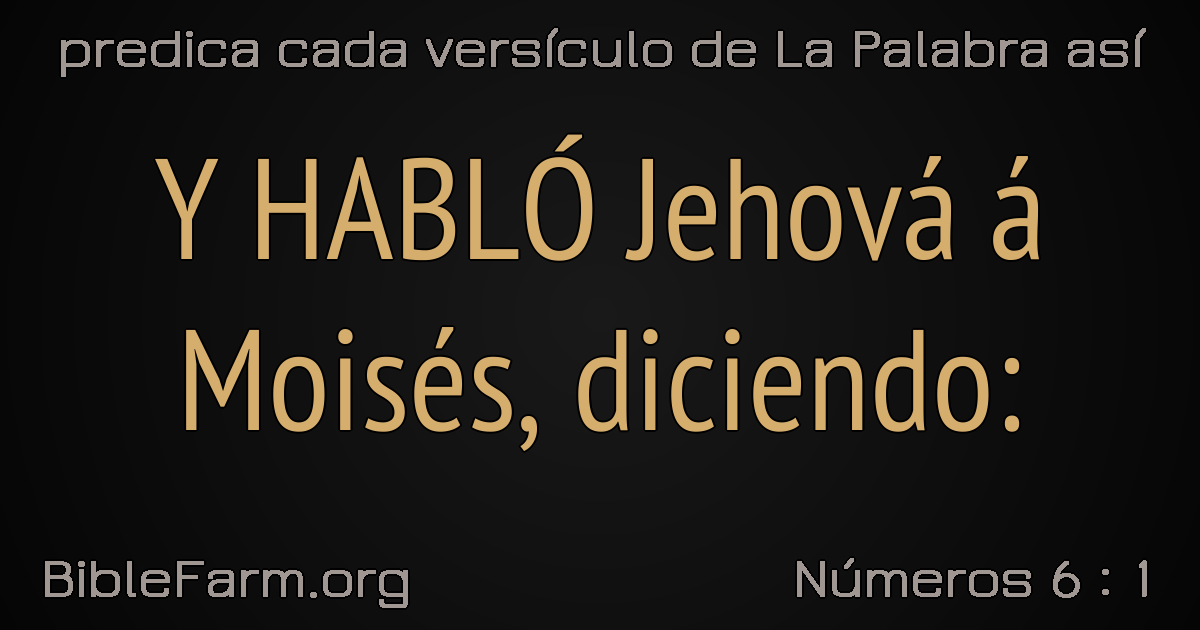 predica cada versículo de La Palabra así
Y HABLÓ Jehová á
Moisés, diciendo:
BibleFarm.org
Números 6 : 1